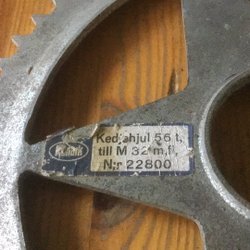 Kedjehjul 56 t.
till M 32 m.fl.
N:r 22800